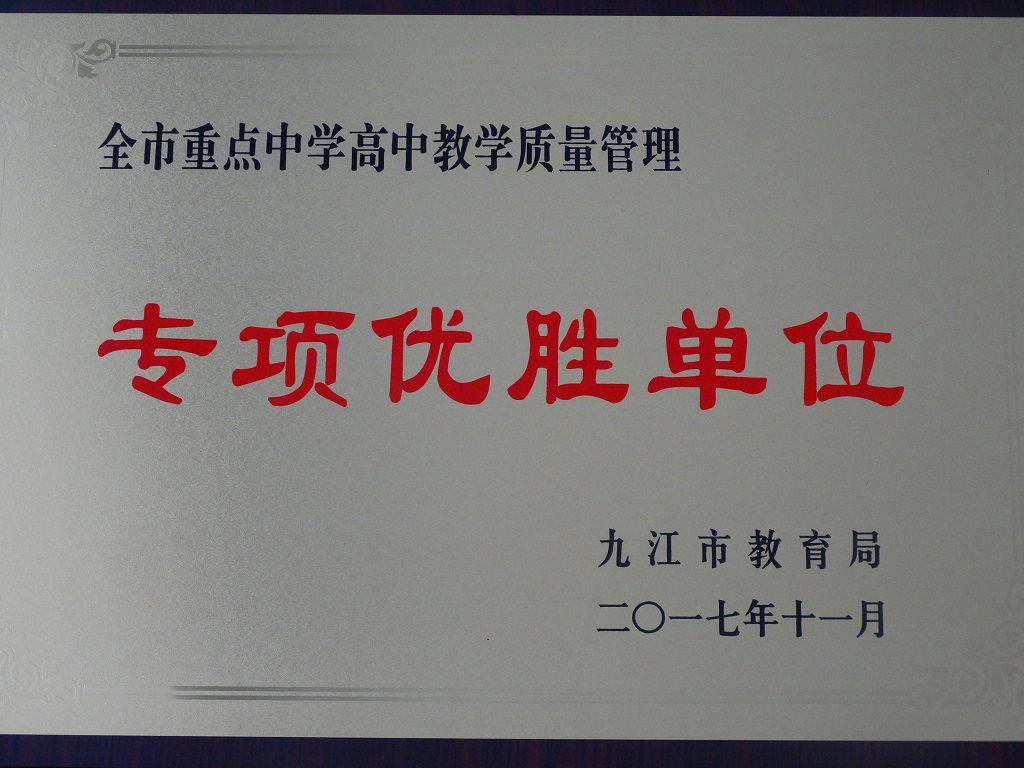 全市重点中学高中教学质量管理
专项优胜单位
九江市教育局
二〇一七年十一月